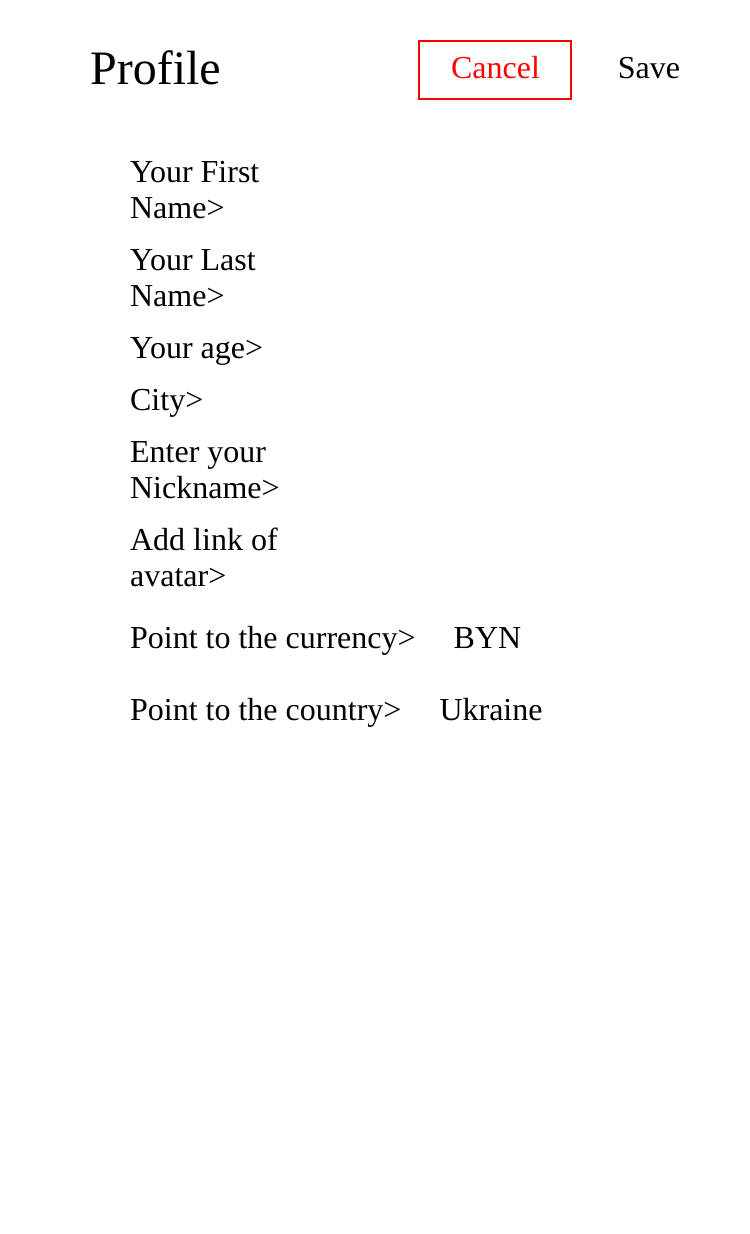 Profile
Cancel
Save
Your First
Name>
Your Last
Name>
Your age>
City>
Enter your
Nickname>
Add link of
avatar>
Point to the currency> BYN
Point to the country> Ukraine